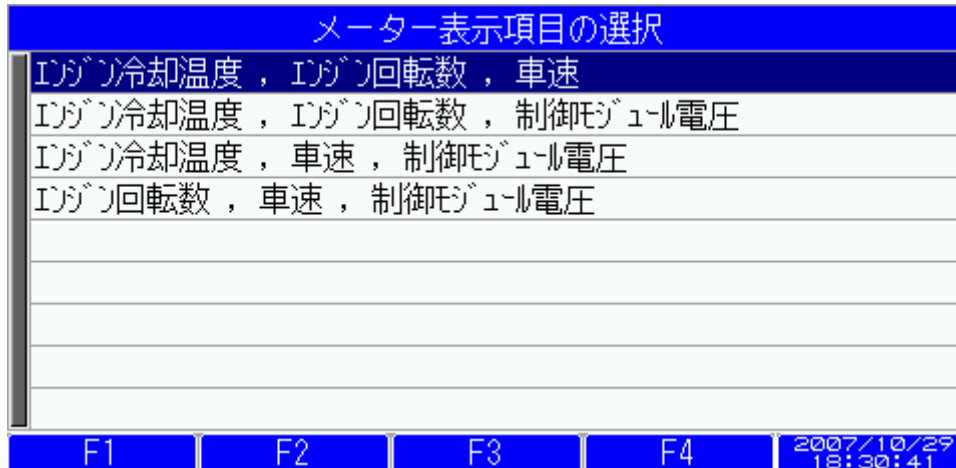 メーター表示項目の選択
ｴﾝｼﾞﾝ冷却温度 , ｴﾝｼﾞﾝ回転数 , 車速
ｴﾝｼﾞﾝ冷却温度 , ｴﾝｼﾞﾝ回転数 , 制御ﾓｼﾞｭｰﾙ電圧
ｴﾝｼﾞﾝ冷却温度 , 車速 , 制御ﾓｼﾞｭｰﾙ電圧
ｴﾝｼﾞﾝ回転数 , 車速 , 制御ﾓｼﾞｭｰﾙ電圧
F1 F2 F3 F4 2007/10/29
18:30:41